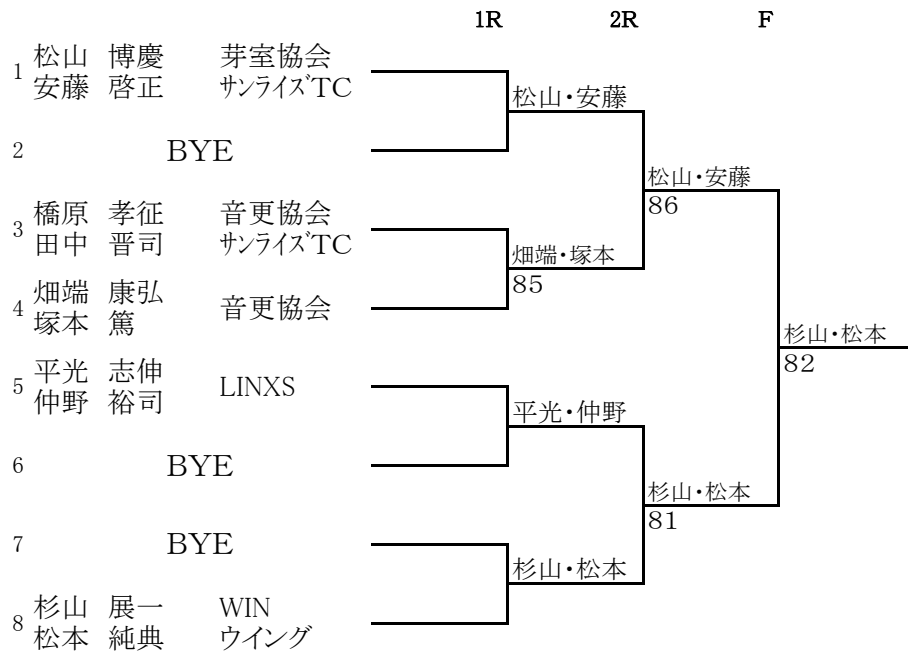 1R 2R F
1 松山 博慶 芽室協会
安藤 啓正 サンライズTC
松山・安藤
2 BYE
松山・安藤
86
3 橋原 孝征 音更協会
田中 晋司 サンライズTC
畑端・塚本
85
4 畑端 康弘 音更協会
塚本 篤
杉山・松本
82
5 平光 志伸 LINXS
仲野 裕司
平光・仲野
6 BYE
杉山・松本
81
7 BYE
杉山・松本
8 杉山 展一 WIN
松本 純典 ウイング